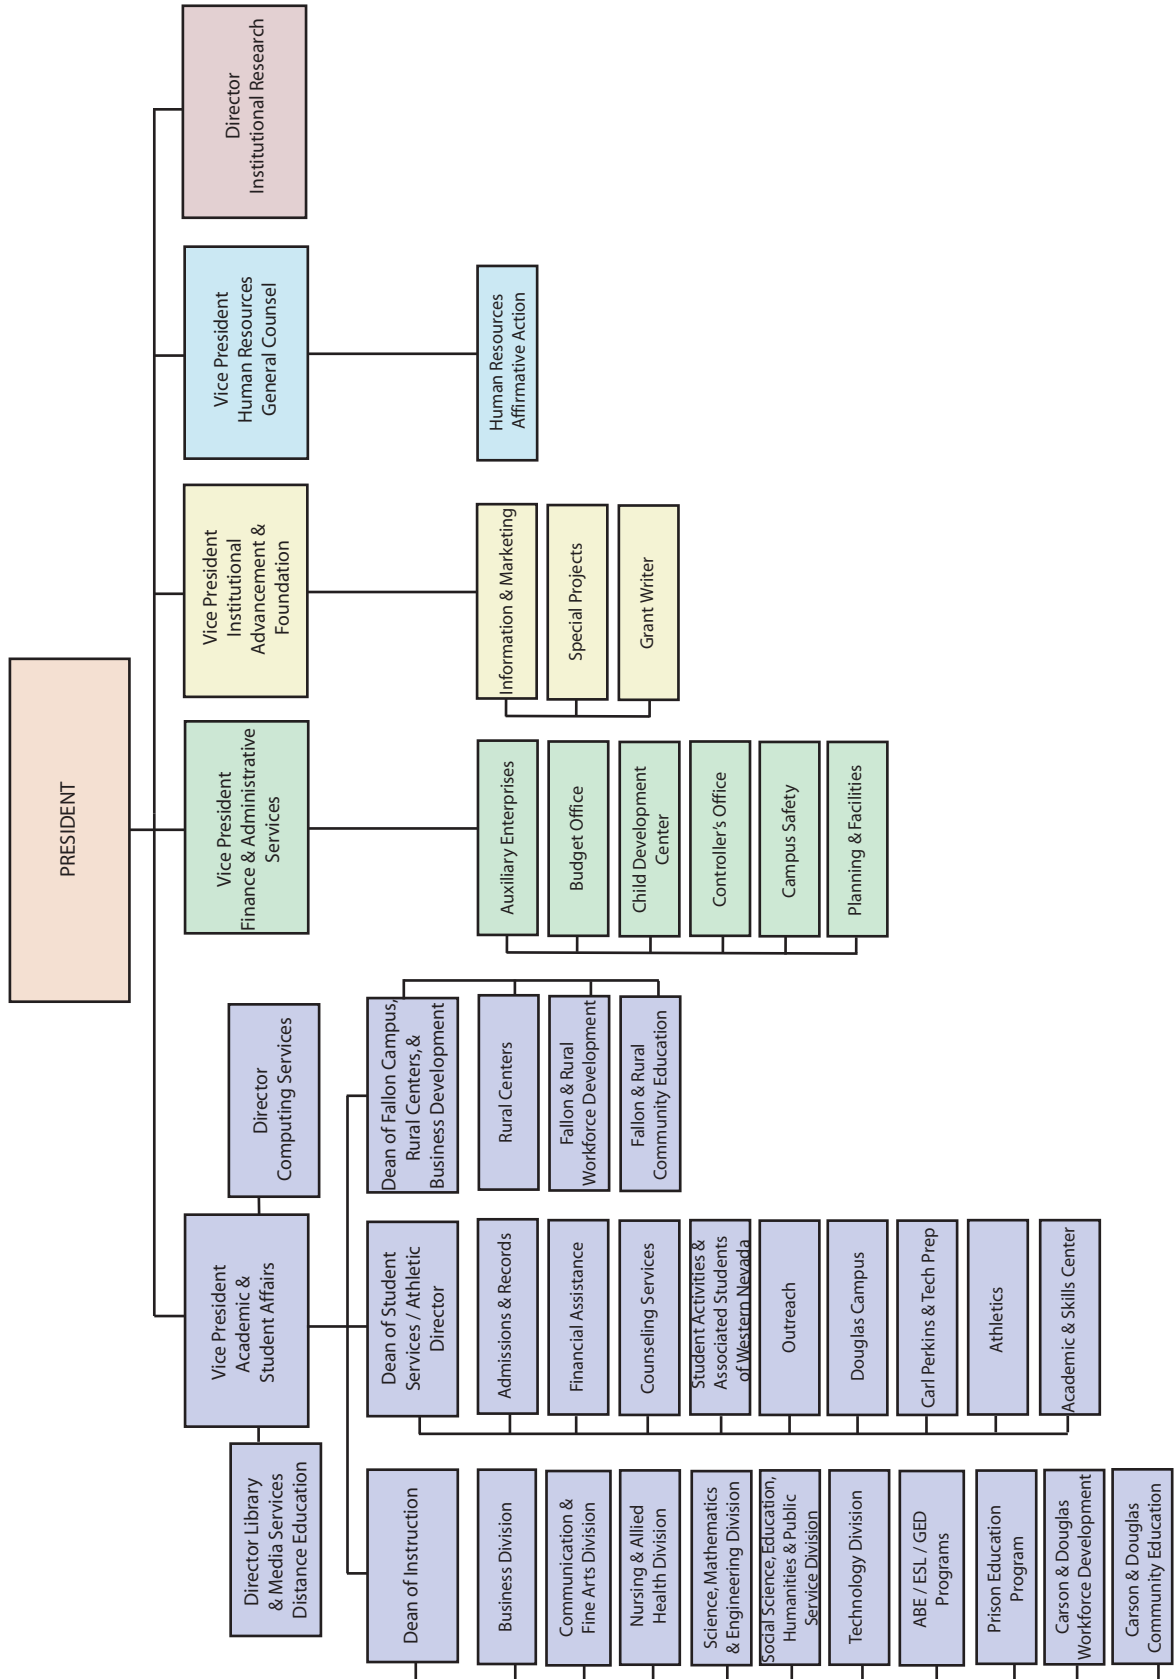 PRESIDENT
Vice President
Academic &
Student Affairs
Director Library
& Media Services
Distance Education
Director
Computing Services
Dean of Instruction
Business Division
Communication &
Fine Arts Division
Nursing & Allied
Health Division
Science, Mathematics
& Engineering Division
Social Science, Education,
Humanities & Public
Service Division
Technology Division
ABE / ESL / GED
Programs
Prison Education
Program
Carson & Douglas
Workforce Development
Carson & Douglas
Community Education
Dean of Student
Services / Athletic
Director
Admissions & Records
Financial Assistance
Counseling Services
Student Activities &
Associated Students
of Western Nevada
Outreach
Douglas Campus
Carl Perkins & Tech Prep
Athletics
Academic & Skills Center
Dean of Fallon Campus,
Rural Centers, &
Business Development
Rural Centers
Fallon & Rural
Workforce Development
Fallon & Rural
Community Education
Vice President
Finance & Administrative
Services
Auxiliary Enterprises
Budget Office
Child Development
Center
Controller's Office
Campus Safety
Planning & Facilities
Vice President
Institutional
Advancement &
Foundation
Information & Marketing
Special Projects
Grant Writer
Vice President
Human Resources
General Counsel
Human Resources
Affirmative Action
Director
Institutional Research